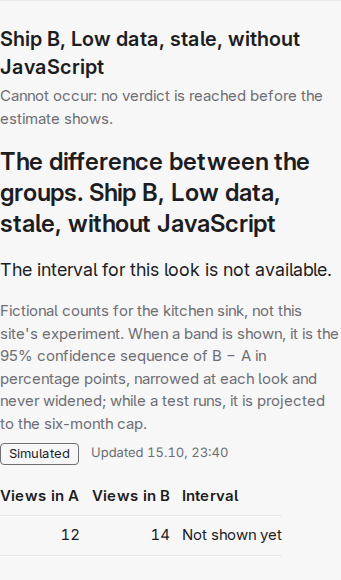 Ship B, Low data, stale, without
JavaScript
Cannot occur: no verdict is reached before the
estimate shows.
The difference between the
groups. Ship B, Low data,
stale, without JavaScript
The interval for this look is not available.
Fictional counts for the kitchen sink, not this
site's experiment. When a band is shown, it is the
95% confidence sequence of B − A in
percentage points, narrowed at each look and
never widened; while a test runs, it is projected
to the six-month cap.
Simulated Updated 15.10, 23:40
Views in A Views in B Interval
12 14 Not shown yet